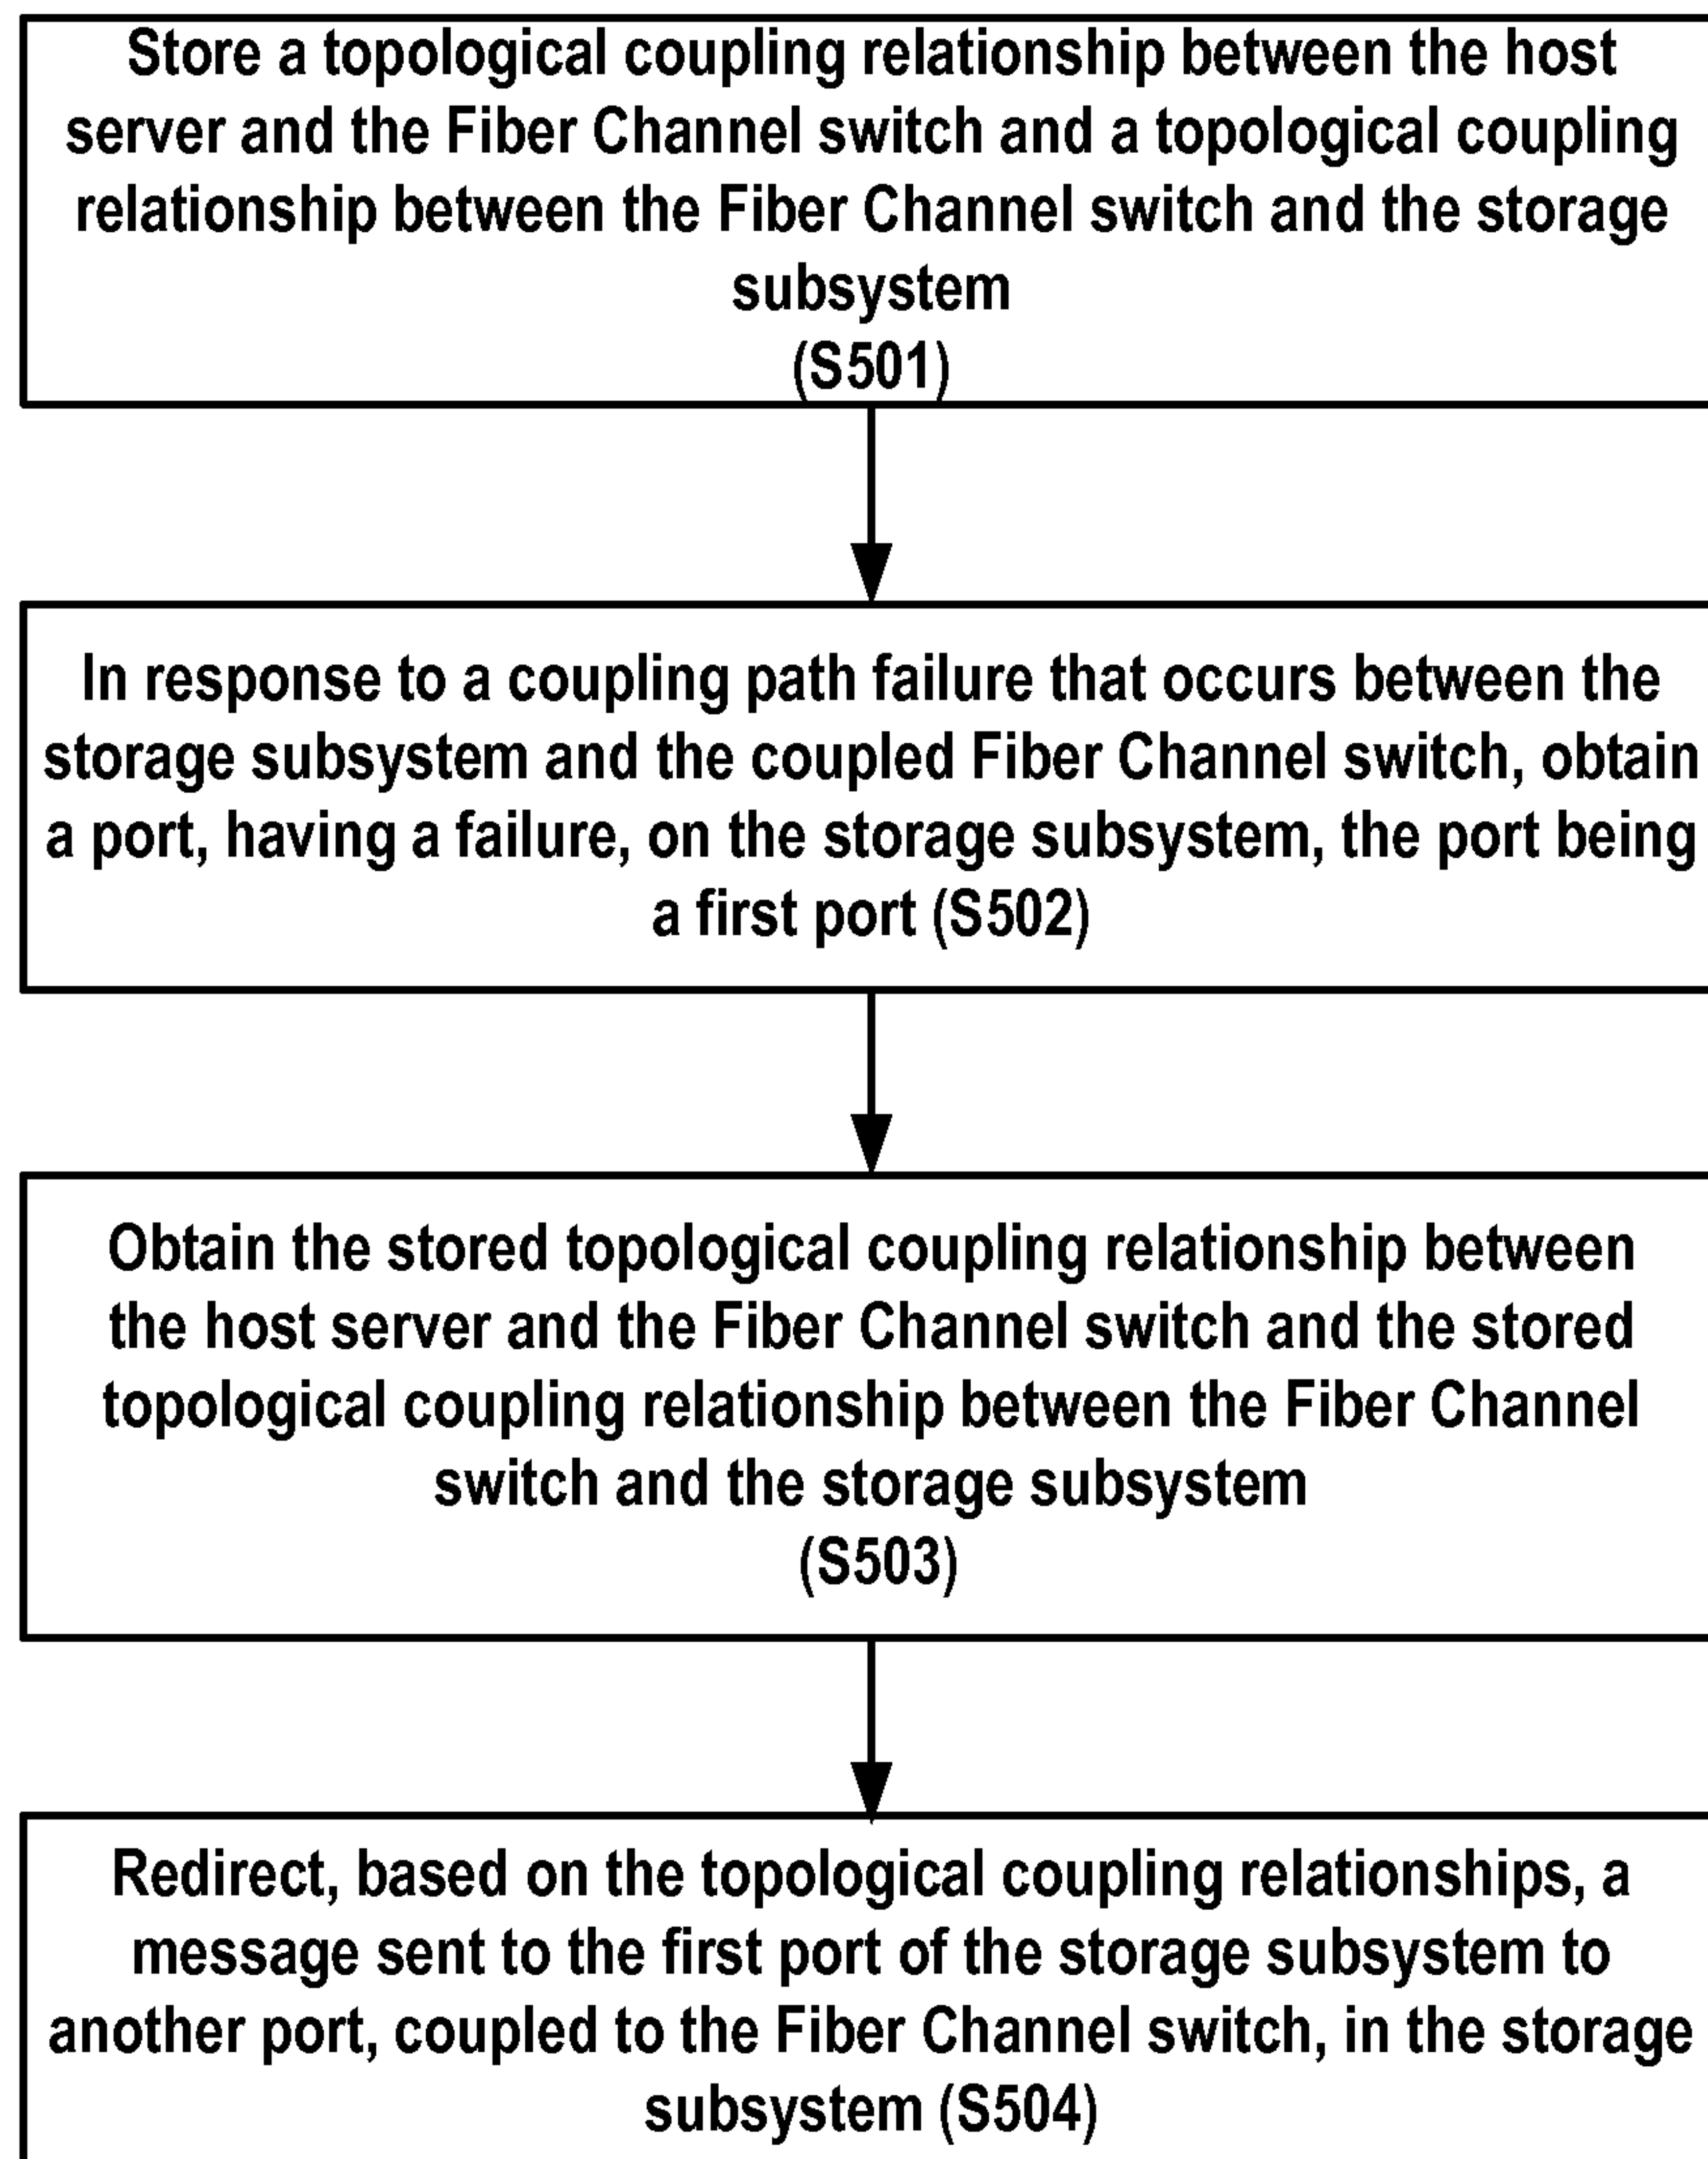 Store a topological coupling relationship between the host
server and the Fiber Channel switch and a topological coupling
relationship between the Fiber Channel switch and the storage
subsystem
(S501)
In response to a coupling path failure that occurs between the
storage subsystem and the coupled Fiber Channel switch, obtain
a port, having a failure, on the storage subsystem, the port being
a first port (S502)
Obtain the stored topological coupling relationship between
the host server and the Fiber Channel switch and the stored
topological coupling relationship between the Fiber Channel
switch and the storage subsystem
(S503)
Redirect, based on the topological coupling relationships, a
message sent to the first port of the storage subsystem to
another port, coupled to the Fiber Channel switch, in the storage
subsystem (S504)